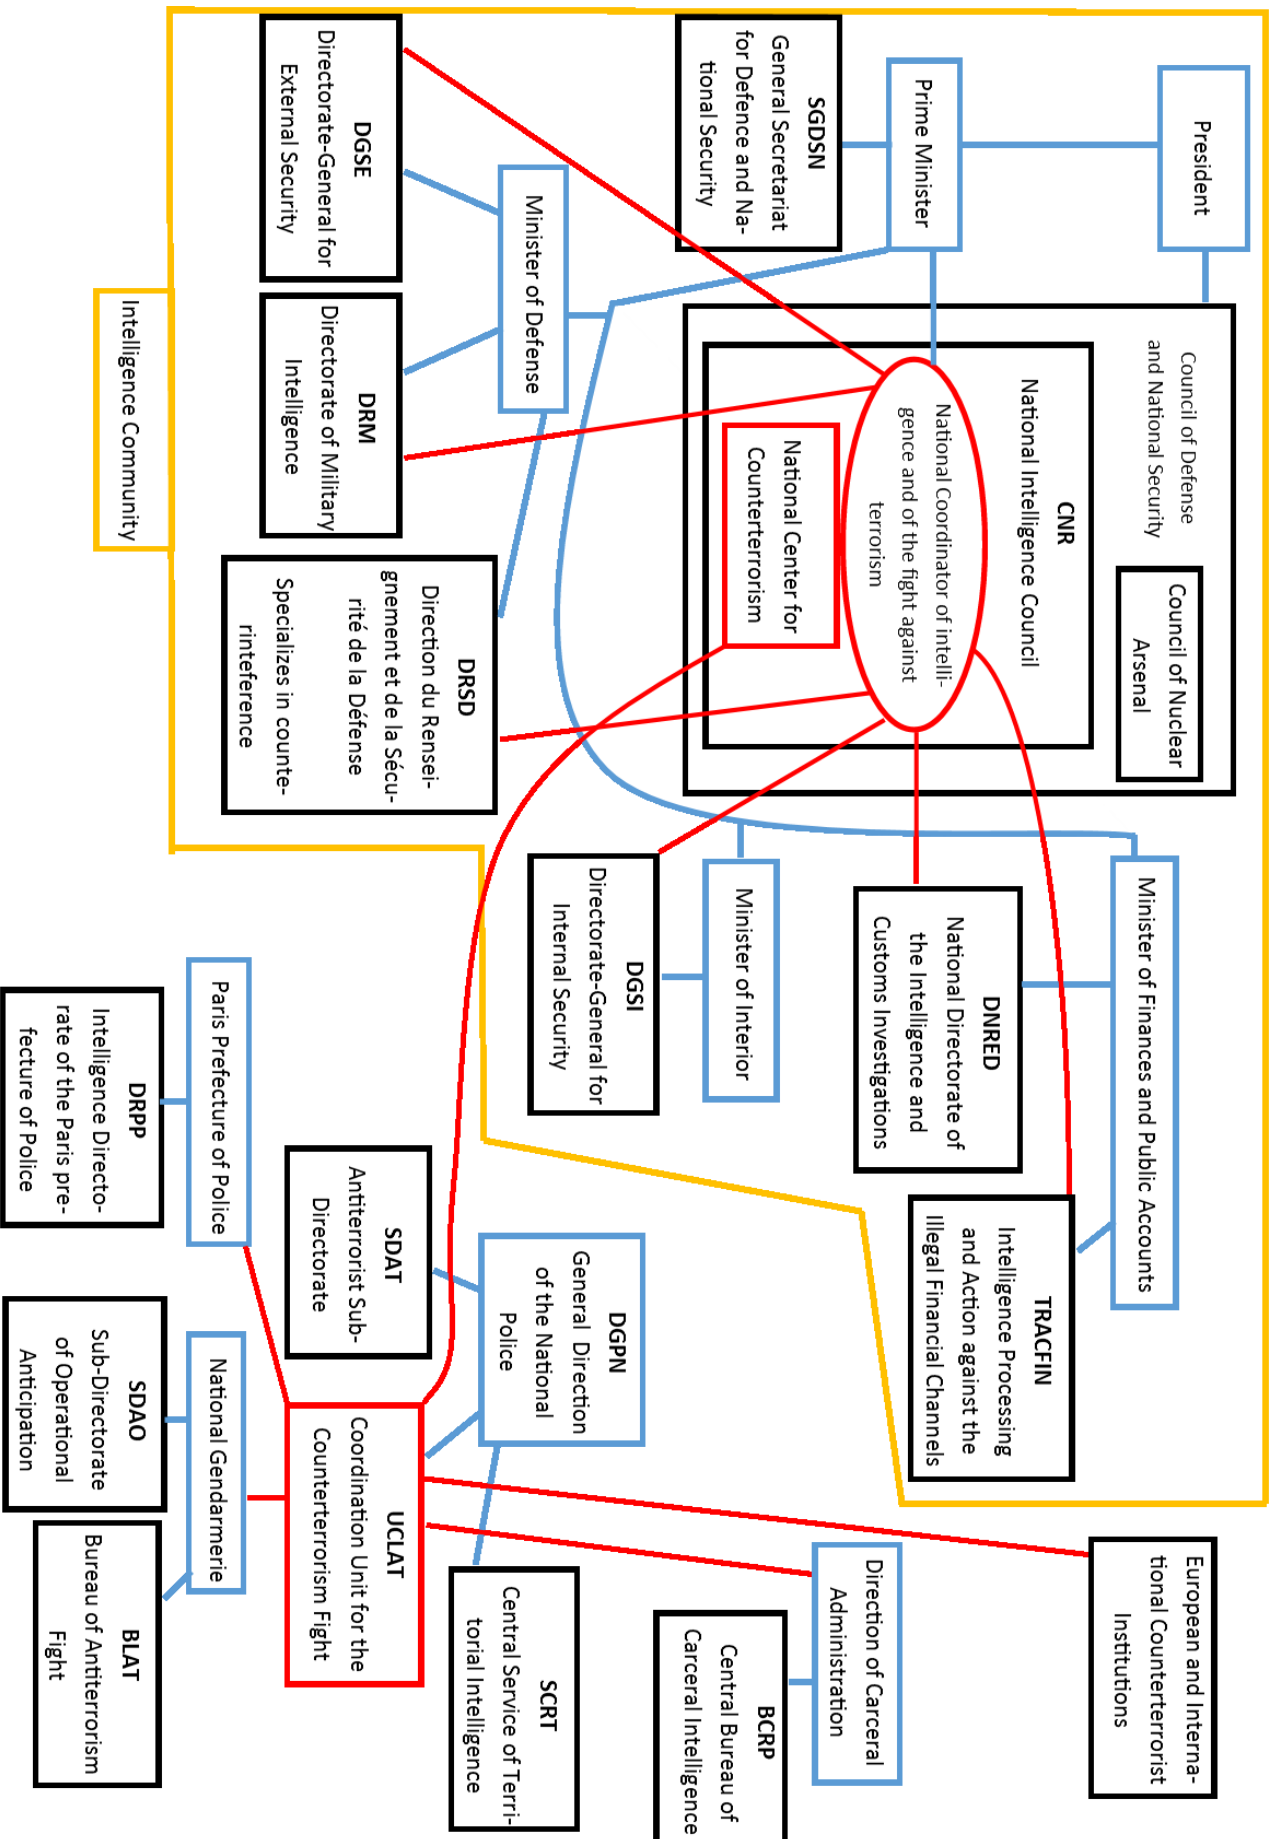 President
Prime Minister
SGDSN
General Secretariat
for Defence and Na-
tional Security
Council of Defense
and National Security
Council of Nuclear
Arsenal
CNR
National Intelligence Council
National Coordinator of intelli-
gence and of the fight against
terrorism
National Center for
Counterterrorism
Minister of Defense
DGSE
Directorate-General for
External Security
DRM
Directorate of Military
Intelligence
DRSD
Direction du Rensei-
gnement et de la Sécu-
rité de la Défense
Specializes in counte-
rinteference
Intelligence Community
Minister of Finances and Public Accounts
DNRED
National Directorate of
the Intelligence and
Customs Investigations
TRACFIN
Intelligence Processing
and Action against the
Illegal Financial Channels
Minister of Interior
DGSI
Directorate-General for
Internal Security
DGPN
General Direction
of the National
Police
SDAT
Antiterrorist Sub-
Directorate
Paris Prefecture of Police
DRPP
Intelligence Directo-
rate of the Paris pre-
fecture of Police
UCLAT
Coordination Unit for the
Counterterrorism Fight
National Gendarmerie
SDAO
Sub-Directorate
of Operational
Anticipation
BLAT
Bureau of Antiterrorism
Fight
European and Interna-
tional Counterterrorist
Institutions
Direction of Carceral
Administration
BCRP
Central Bureau of
Carceral Intelligence
SCRT
Central Service of Terri-
torial Intelligence